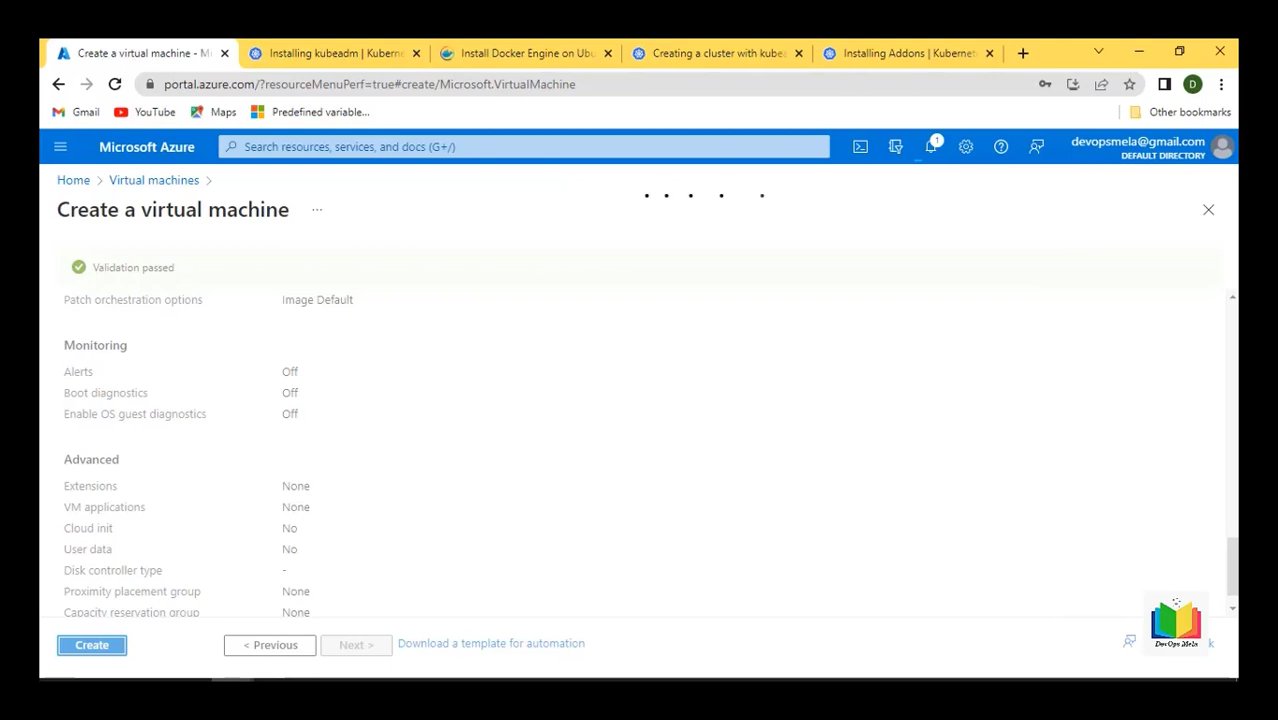 Create a virtual machine - M
Installing kubeadm | Kuberne
Install Docker Engine on Ubu
Creating a cluster with kubea
Installing Addons | Kubernet
portal.azure.com/?resourceMenuPerf=true#create/Microsoft.VirtualMachine
D
Gmail
YouTube
Maps
Predefined variable...
Other bookmarks
Microsoft Azure
Search resources, services, and docs (G+/)
1
devopsmela@gmail.com
DEFAULT DIRECTORY
Home > Virtual machines >
Create a virtual machine ...
Validation passed
Patch orchestration options Image Default
Monitoring
Alerts Off
Boot diagnostics Off
Enable OS guest diagnostics Off
Advanced
Extensions None
VM applications None
Cloud init No
User data No
Disk controller type -
Proximity placement group None
Capacity reservation group None
Create
< Previous
Next >
Download a template for automation
DevOps Mela
k